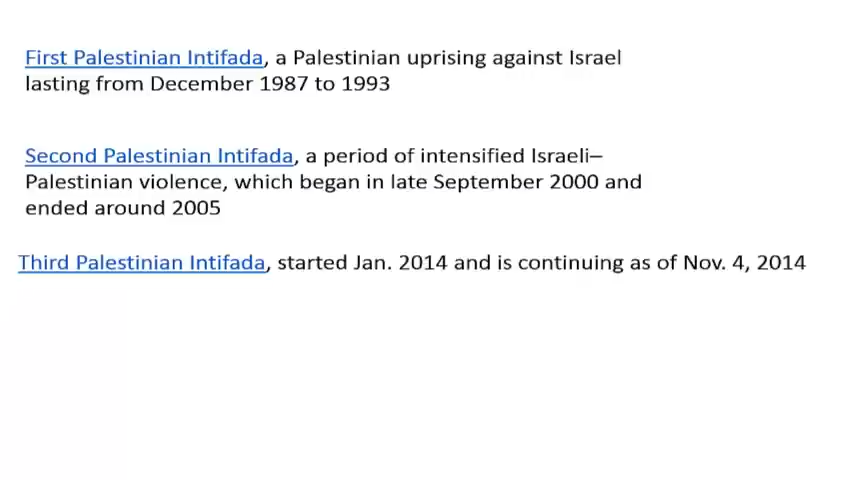 First Palestinian Intifada, a Palestinian uprising against Israel
lasting from December 1987 to 1993
Second Palestinian Intifada, a period of intensified Israeli–
Palestinian violence, which began in late September 2000 and
ended around 2005
Third Palestinian Intifada, started Jan. 2014 and is continuing as of Nov. 4, 2014